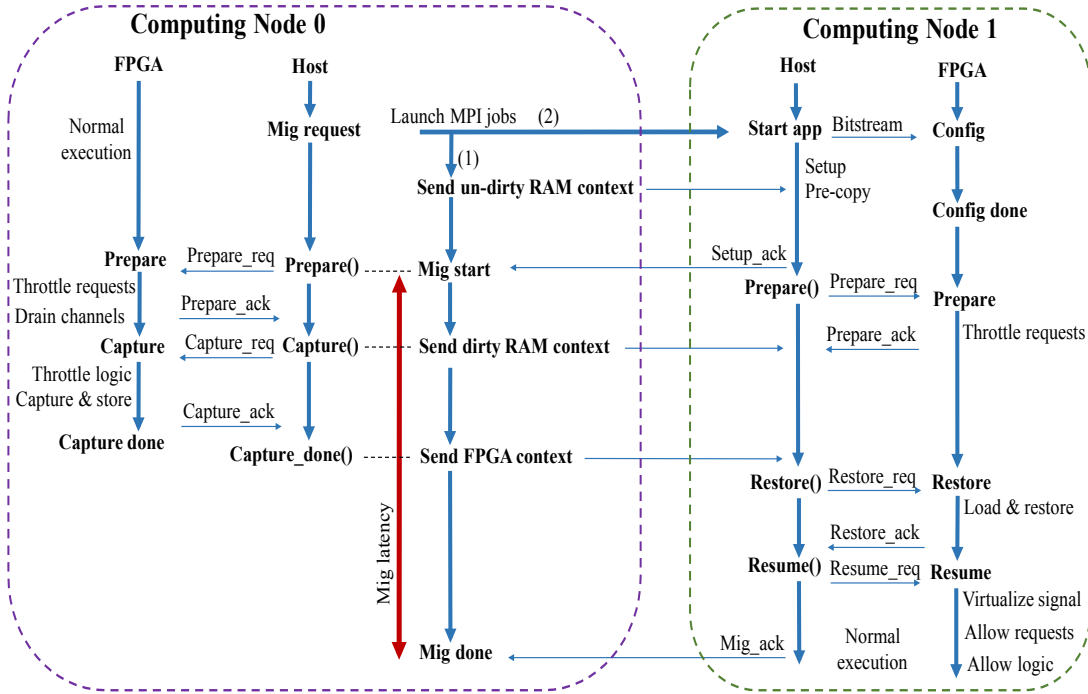 Computing Node 0
Computing Node 1
FPGA
Host
Host
FPGA
Normal
execution
Mig request
Launch MPI jobs (2)
Start app
Bitstream
Config
(1)
Send un-dirty RAM context
Setup
Pre-copy
Config done
Prepare
Prepare_req
Prepare()
Mig start
Setup_ack
Prepare()
Prepare_req
Prepare
Throttle requests
Drain channels
Prepare_ack
Capture
Capture_req
Capture()
Send dirty RAM context
Prepare_ack
Throttle requests
Throttle logic
Capture & store
Capture_ack
Capture done
Capture_done()
Send FPGA context
Restore()
Restore_req
Restore
Load & restore
Mig latency
Restore_ack
Resume()
Resume_req
Resume
Virtualize signal
Mig done
Mig_ack
Normal
execution
Allow requests
Allow logic